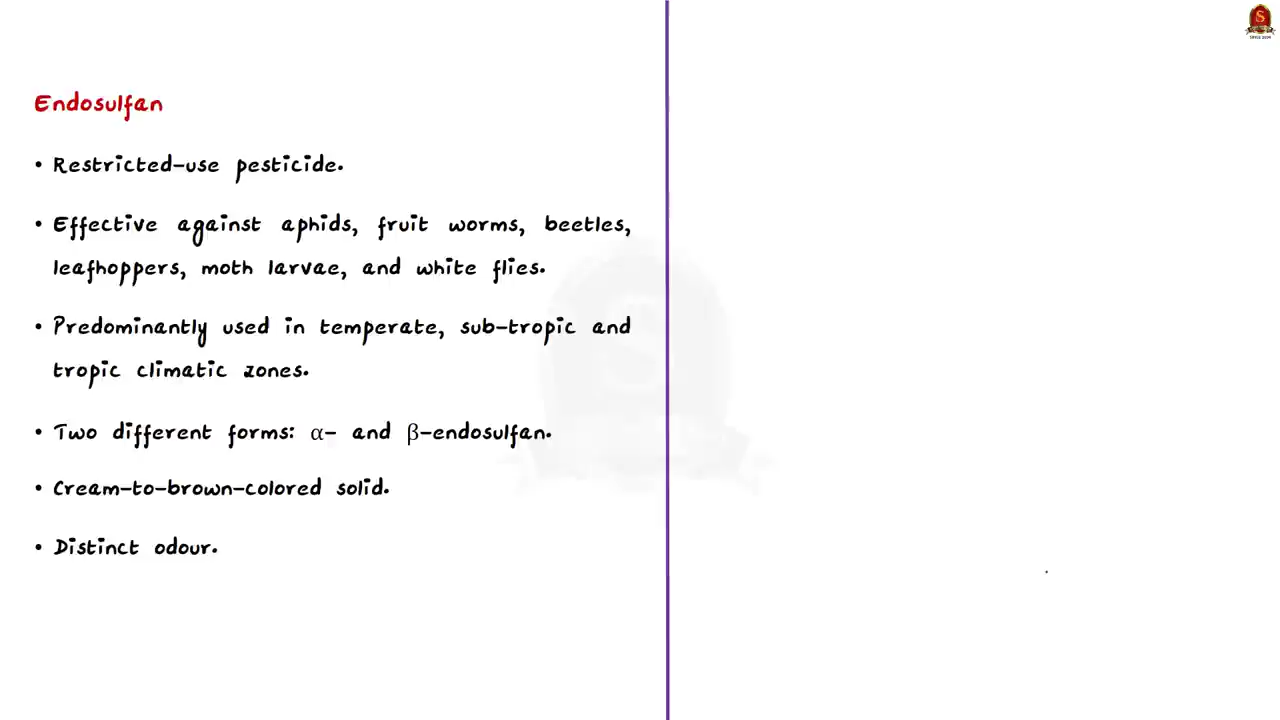 Endosulfan
• Restricted-use pesticide.
• Effective against aphids, fruit worms, beetles,
leafhoppers, moth larvae, and white flies.
• Predominantly used in temperate, sub-tropic and
tropic climatic zones.
• Two different forms: α- and β-endosulfan.
• Cream-to-brown-colored solid.
• Distinct odour.